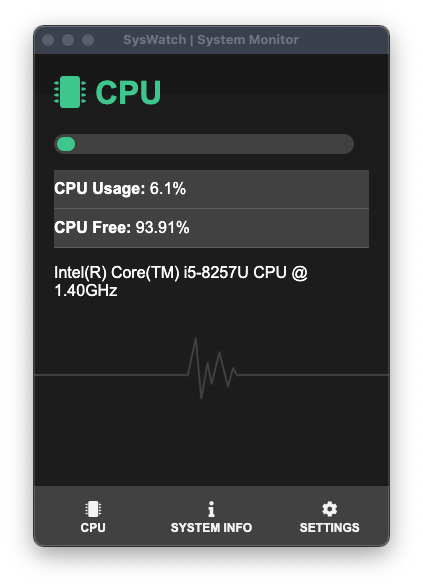 SysWatch | System Monitor
CPU
CPU Usage: 6.1%
CPU Free: 93.91%
Intel(R) Core(TM) i5-8257U CPU @
1.40GHz
CPU
SYSTEM INFO
SETTINGS